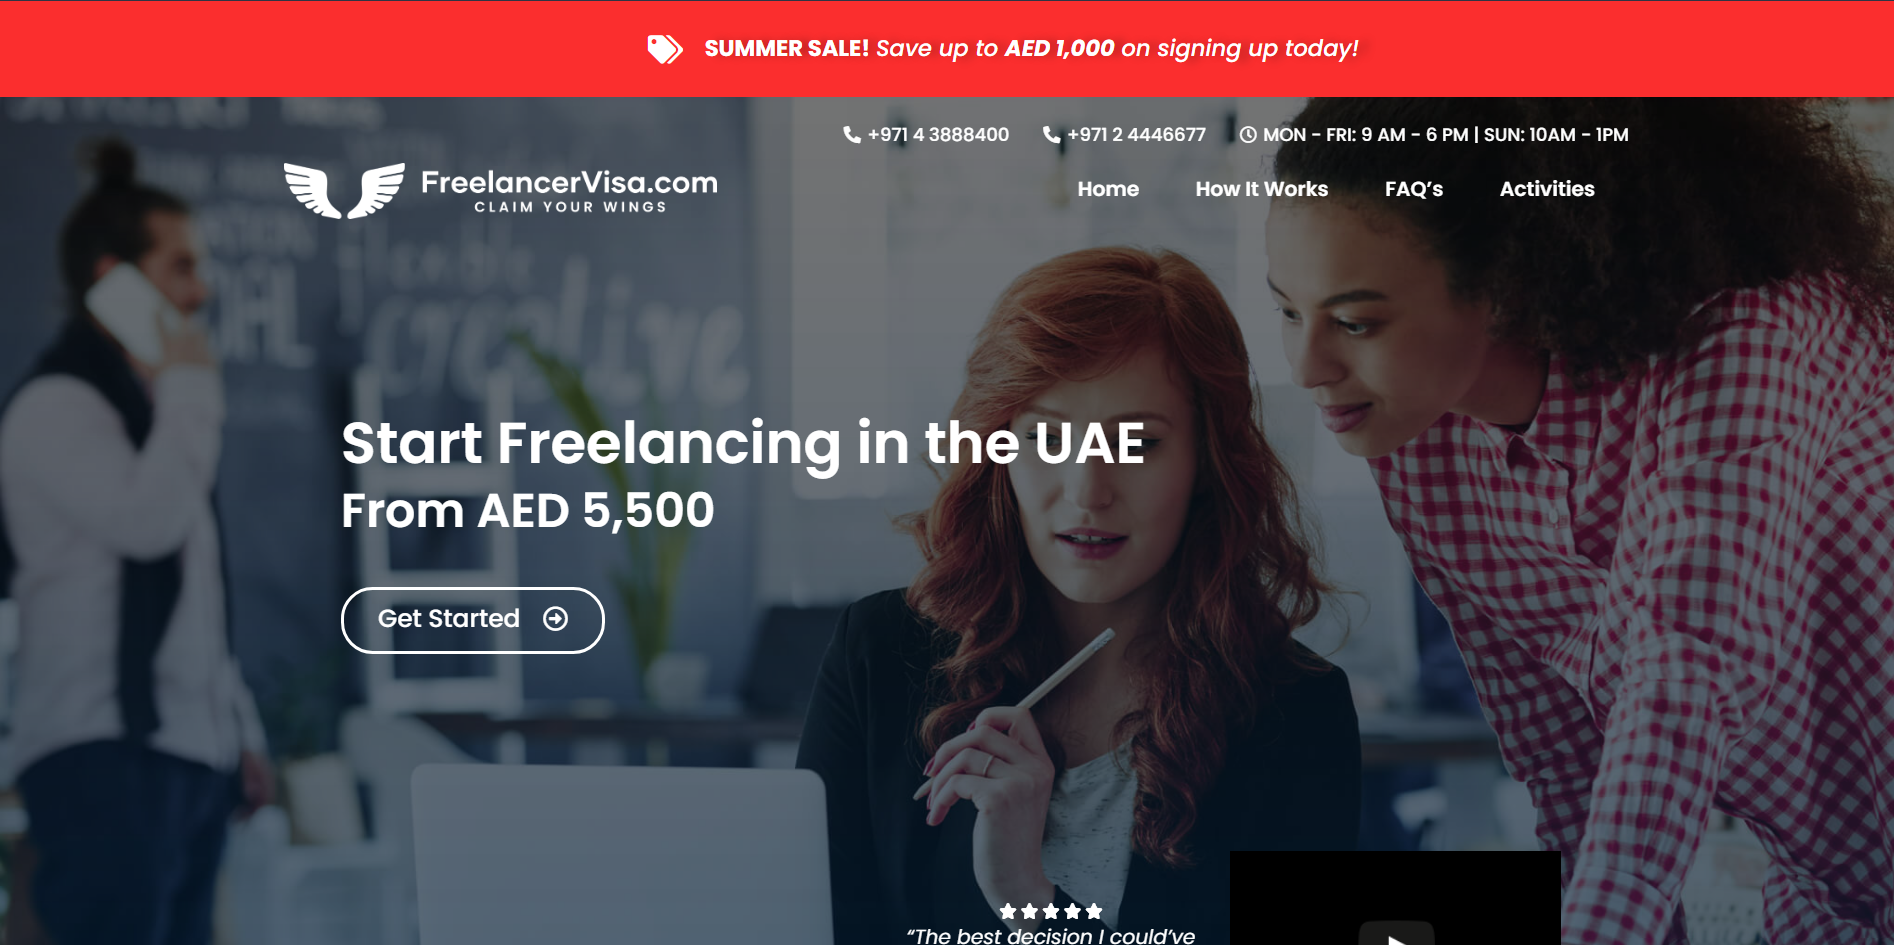 SUMMER SALE! Save up to AED 1,000 on signing up today!
+971 4 3888400 +971 2 4446677 MON - FRI: 9 AM - 6 PM | SUN: 10AM - 1PM
FreelancerVisa.com
CLAIM YOUR WINGS
Home How It Works FAQ's Activities
creative
Start Freelancing in the UAE
From AED 5,500
Get Started
“The best decision I could’ve